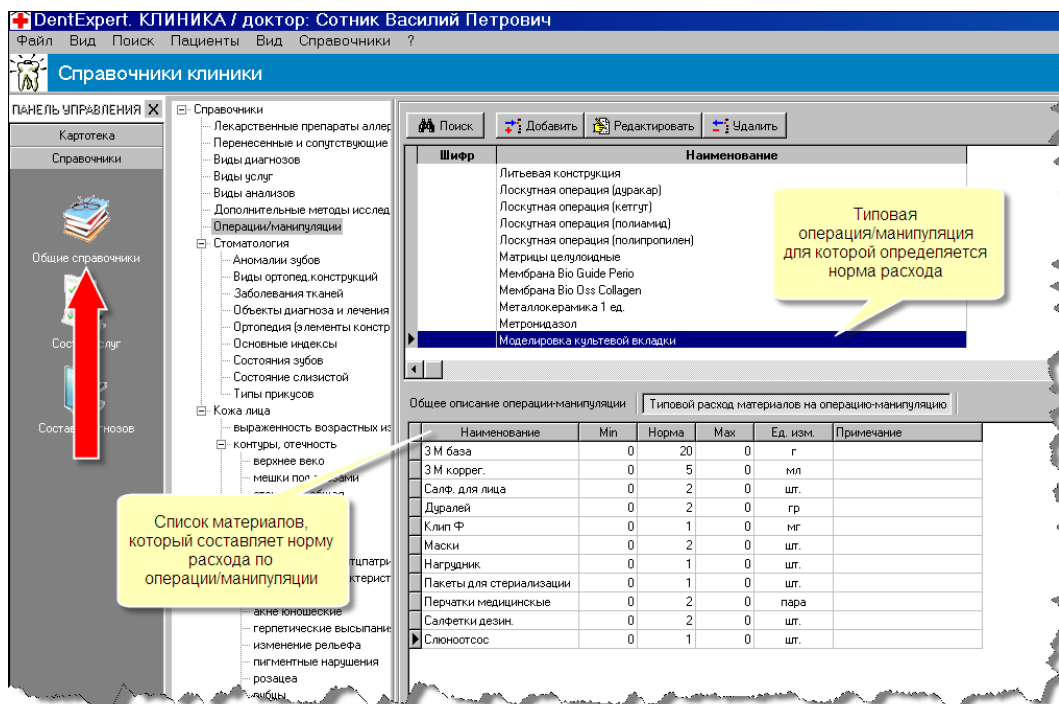 DentExpert. КЛИНИКА / доктор: Сотник Василий Петрович
Файл Вид Поиск Пациенты Вид Справочники ?
Справочники клиники
ПАНЕЛЬ УПРАВЛЕНИЯ X
Картотека
Справочники
Общие справочники
Справочники
Лекарственные препараты аллер
Перенесенные и сопутствующие
Виды диагнозов
Виды услуг
Виды анализов
Дополнительные методы исслед
Операции/манипуляции
Стоматология
Аномалии зубов
Виды ортопед.конструкций
Заболевания тканей
Объекты диагноза и лечения
Ортопедия (элементы констр
Основные индексы
Состояния зубов
Состояние слизистой
Типы прикусов
Кожа лица
выраженность возрастных из
контуры, отечность
верхнее веко
мешки под
акне юношеские
герпетические высыпани
изменение рельефа
пигментные нарушения
розацеа
рубцы
Поиск Добавить Редактировать Удалить
Шифр Наименование
Литьевая конструкция
Лоскутная операция (дуракар)
Лоскутная операция (кетгут)
Лоскутная операция (полиамид)
Лоскутная операция (полипропилен)
Матрицы целулоидные
Мембрана Bio Guide Perio
Мембрана Bio Oss Collagen
Металлокерамика 1 ед.
Метронидазол
Моделировка культевой вкладки
Типовая
операция/манипуляция
для которой определяется
норма расхода
Общее описание операции-манипуляции Типовой расход материалов на операцию-манипуляцию
Наименование Min Норма Max Ед. изм. Примечание
3 М база 0 20 0 г
3 М коррег. 0 5 0 мл
Салф. для лица 0 2 0 шт.
Дуралей 0 2 0 гр
Клип Ф 0 1 0 мг
Маски 0 2 0 шт.
Нагрудник 0 1 0 шт.
Пакеты для стериализации 0 1 0 шт.
Перчатки медицинскые 0 2 0 пара
Салфетки дезин. 0 2 0 шт.
Слюноотсос 0 1 0 шт.
Список материалов,
который составляет норму
расхода по
операции/манипуляции